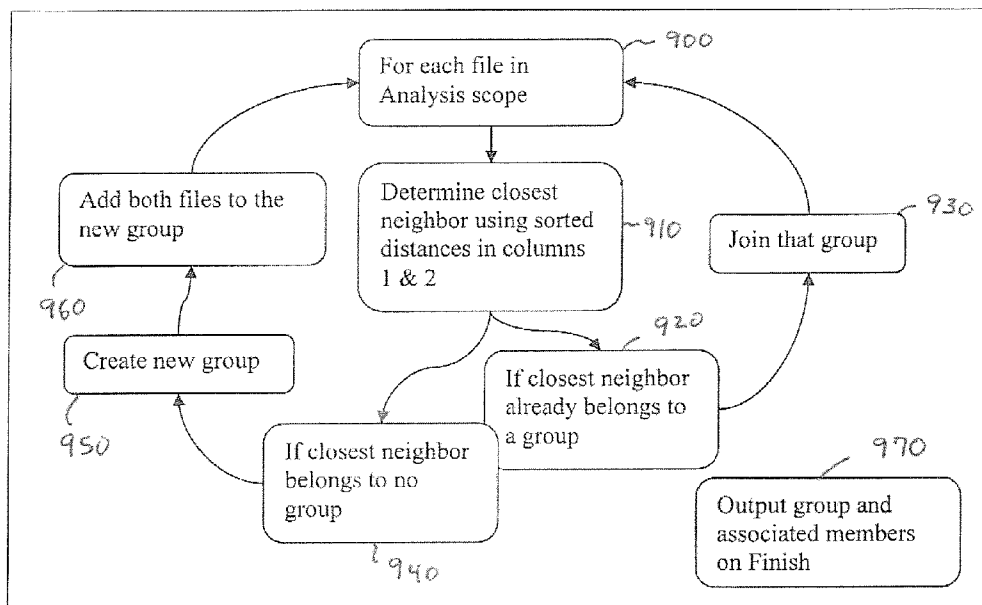 900
For each file in
Analysis scope
910
Determine closest
neighbor using sorted
distances in columns
1 & 2
920
If closest neighbor
already belongs to
a group
930
Join that group
940
If closest neighbor
belongs to no
group
950
Create new group
960
Add both files to the
new group
970
Output group and
associated members
on Finish